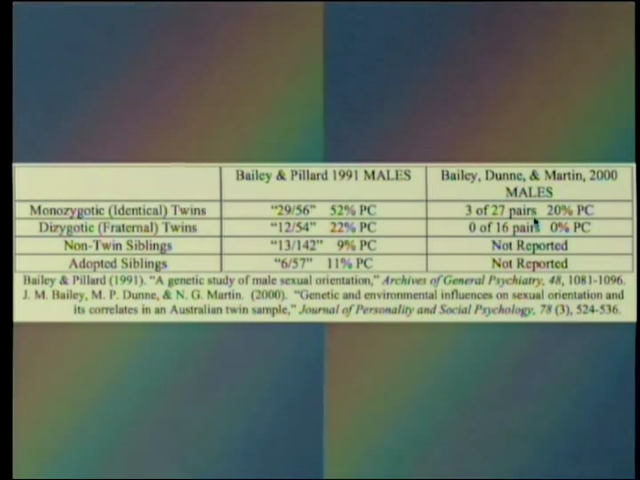 Bailey & Pillard 1991 MALES Bailey, Dunne, & Martin, 2000
MALES
Monozygotic (Identical) Twins "29/56" 52% PC 3 of 27 pairs 20% PC
Dizygotic (Fraternal) Twins "12/54" 22% PC 0 of 16 pairs 0% PC
Non-Twin Siblings "13/142" 9% PC Not Reported
Adopted Siblings "6/57" 11% PC Not Reported
Bailey & Pillard (1991). "A genetic study of male sexual orientation," Archives of General Psychiatry, 48, 1081-1096.
J. M. Bailey, M. P. Dunne, & N. G. Martin. (2000). "Genetic and environmental influences on sexual orientation and
its correlates in an Australian twin sample," Journal of Personality and Social Psychology, 78 (3), 524-536.